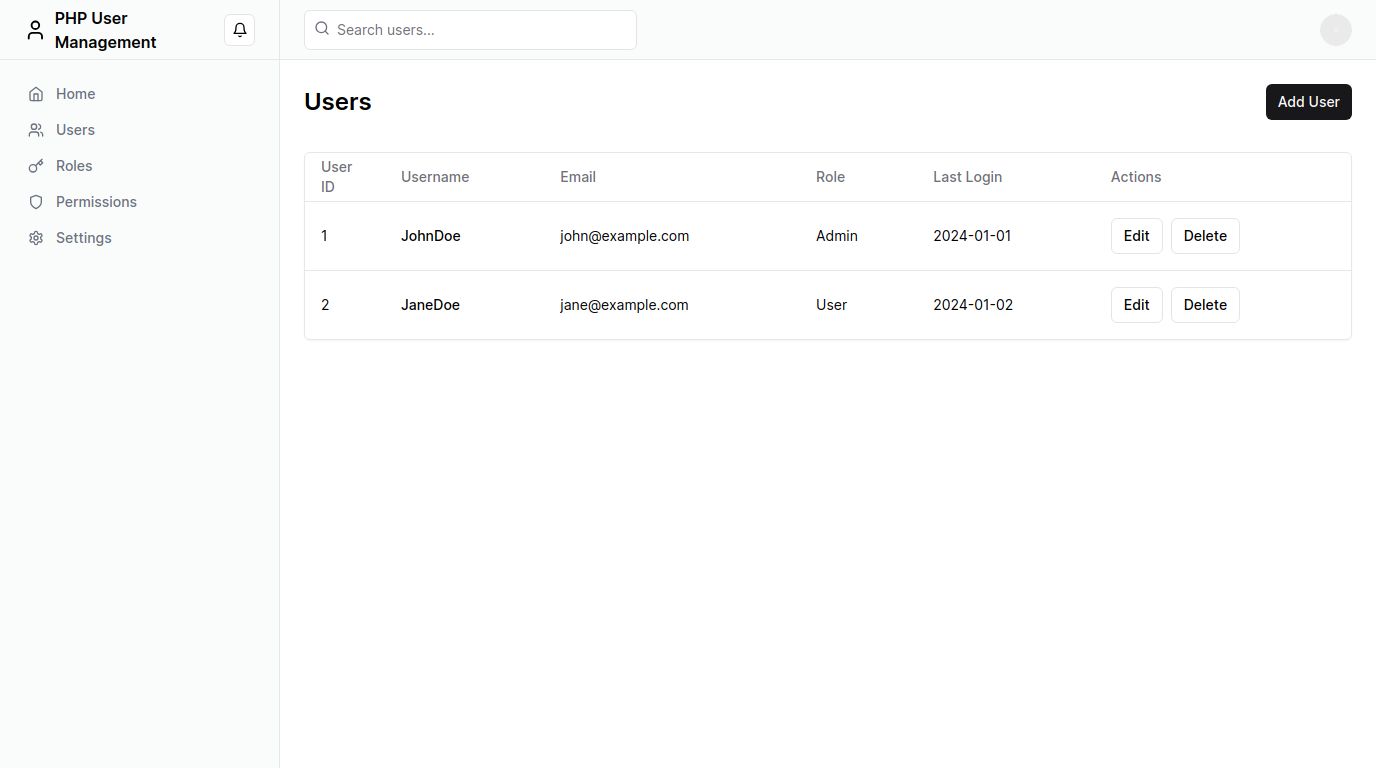 PHP User
Management
Search users...
Home
Users
Roles
Permissions
Settings
Users
Add User
User
ID
Username
Email
Role
Last Login
Actions
1 JohnDoe john@example.com Admin 2024-01-01 Edit Delete
2 JaneDoe jane@example.com User 2024-01-02 Edit Delete